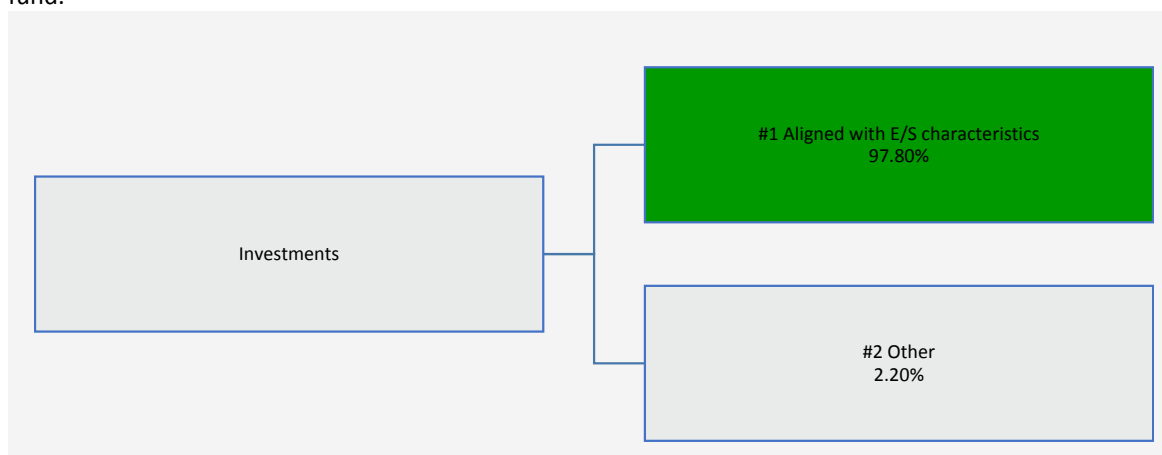 fund.
#1 Aligned with E/S characteristics
97.80%
Investments
#2 Other
2.20%